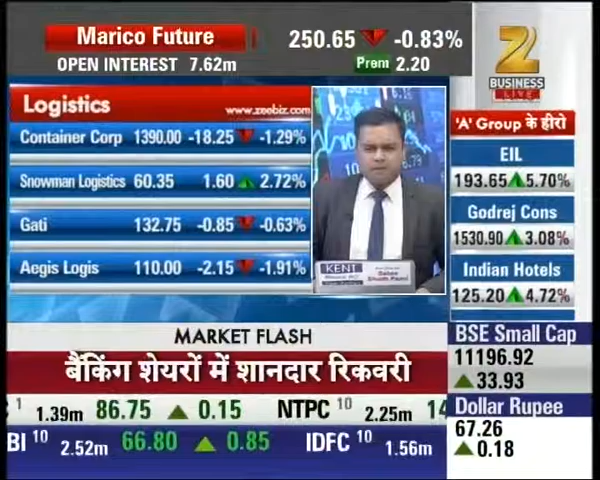 Marico Future
250.65 -0.83%
OPEN INTEREST 7.62m
Prem 2.20
Z
BUSINESS
LIVE
Logistics
www.zeebiz.com
Container Corp 1390.00 -18.25 -1.29%
Snowman Logistics 60.35 1.60 2.72%
Gati 132.75 -0.85 -0.63%
Aegis Logis 110.00 -2.15 -1.91%
KENT
'A' Group के हीरो
EIL
193.65 5.70%
Godrej Cons
1530.90 3.08%
Indian Hotels
125.20 4.72%
MARKET FLASH
बैंकिंग शेयरों में शानदार रिकवरी
1 1.39m 86.75 0.15 NTPC 10 2.25m 14
BI 10 2.52m 66.80 0.85 IDFC 10 1.56m
BSE Small Cap
11196.92
33.93
Dollar Rupee
67.26
0.18